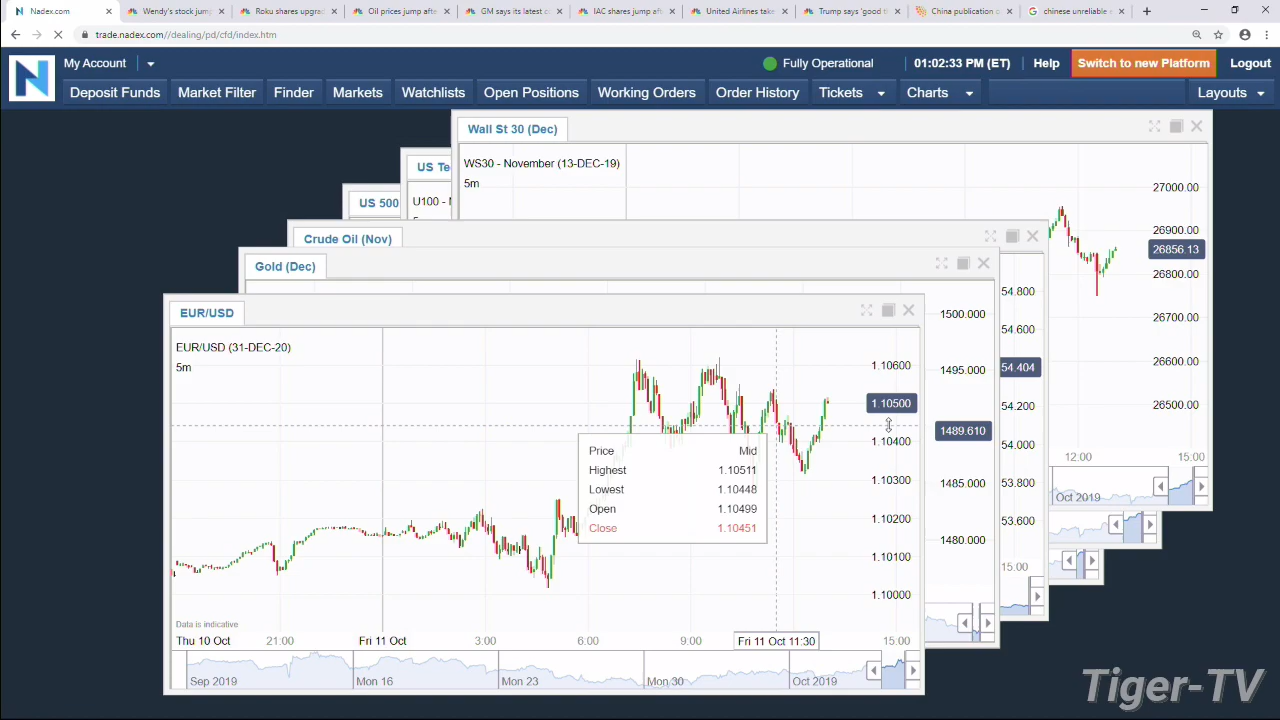 Nadex.com
Wendy's stock jump
Roku shares upgrad
Oil prices jump afte
GM says its latest co
IAC shares jump aft
United Airlines take
Trump says 'good th
China publication c
chinese unreliable e
trade.nadex.com//dealing/pd/cfd/index.htm
My Account
Fully Operational
01:02:33 PM (ET)
Help
Switch to new Platform
Logout
Deposit Funds
Market Filter
Finder
Markets
Watchlists
Open Positions
Working Orders
Order History
Tickets
Charts
Layouts
Wall St 30 (Dec)
WS30 - November (13-DEC-19)
5m
27000.00
26900.00
26856.13
26800.00
26700.00
26600.00
26500.00
12:00
15:00
Oct 2019
US Te
U100 -
US 500
Crude Oil (Nov)
54.800
54.600
54.404
54.200
54.000
53.800
53.600
15:00
Gold (Dec)
1500.000
1495.000
1489.610
1485.000
1480.000
EUR/USD
EUR/USD (31-DEC-20)
5m
1.10600
1.10500
1.10400
1.10300
1.10200
1.10100
1.10000
Price Mid
Highest 1.10511
Lowest 1.10448
Open 1.10499
Close 1.10451
Data is indicative
Thu 10 Oct 21:00 Fri 11 Oct 3:00 6:00 9:00 Fri 11 Oct 11:30 15:00
Sep 2019 Mon 16 Mon 23 Mon 30 Oct 2019
Tiger-TV